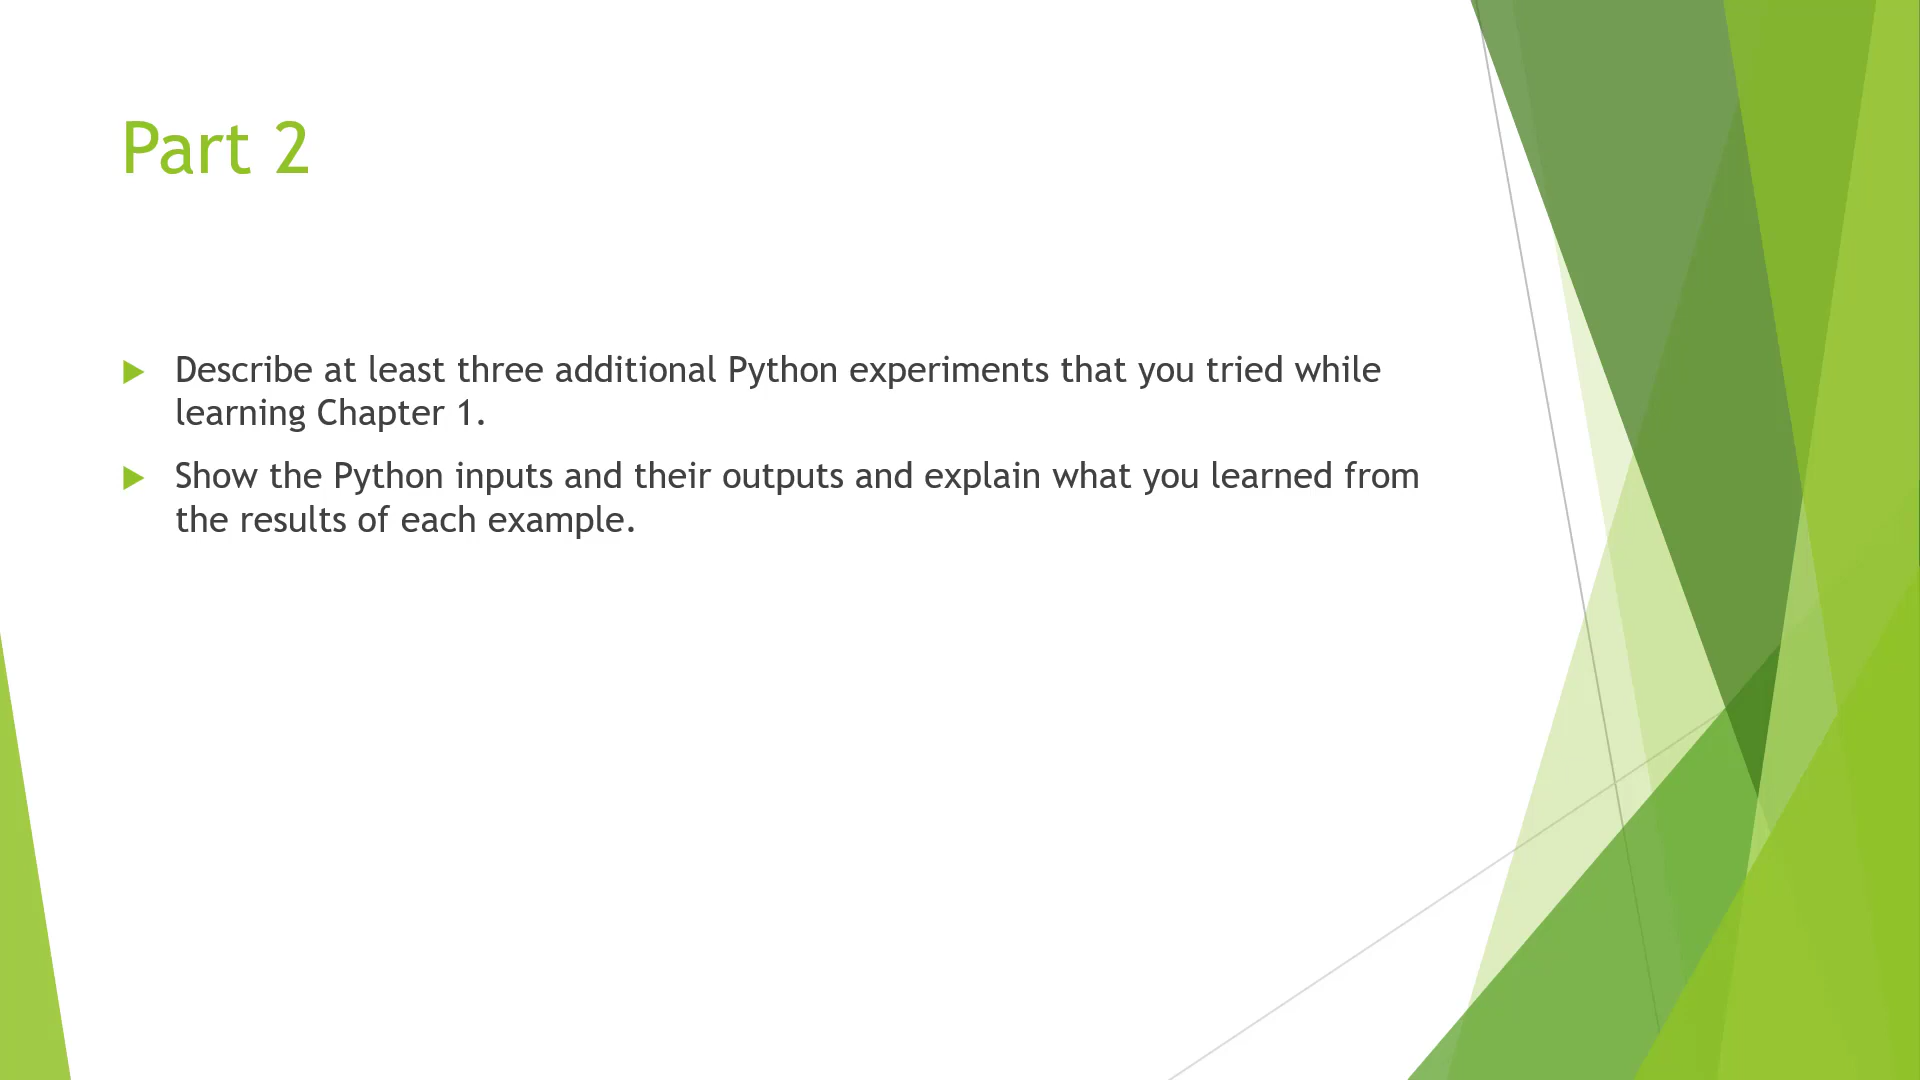 Part 2
Describe at least three additional Python experiments that you tried while
learning Chapter 1.
Show the Python inputs and their outputs and explain what you learned from
the results of each example.